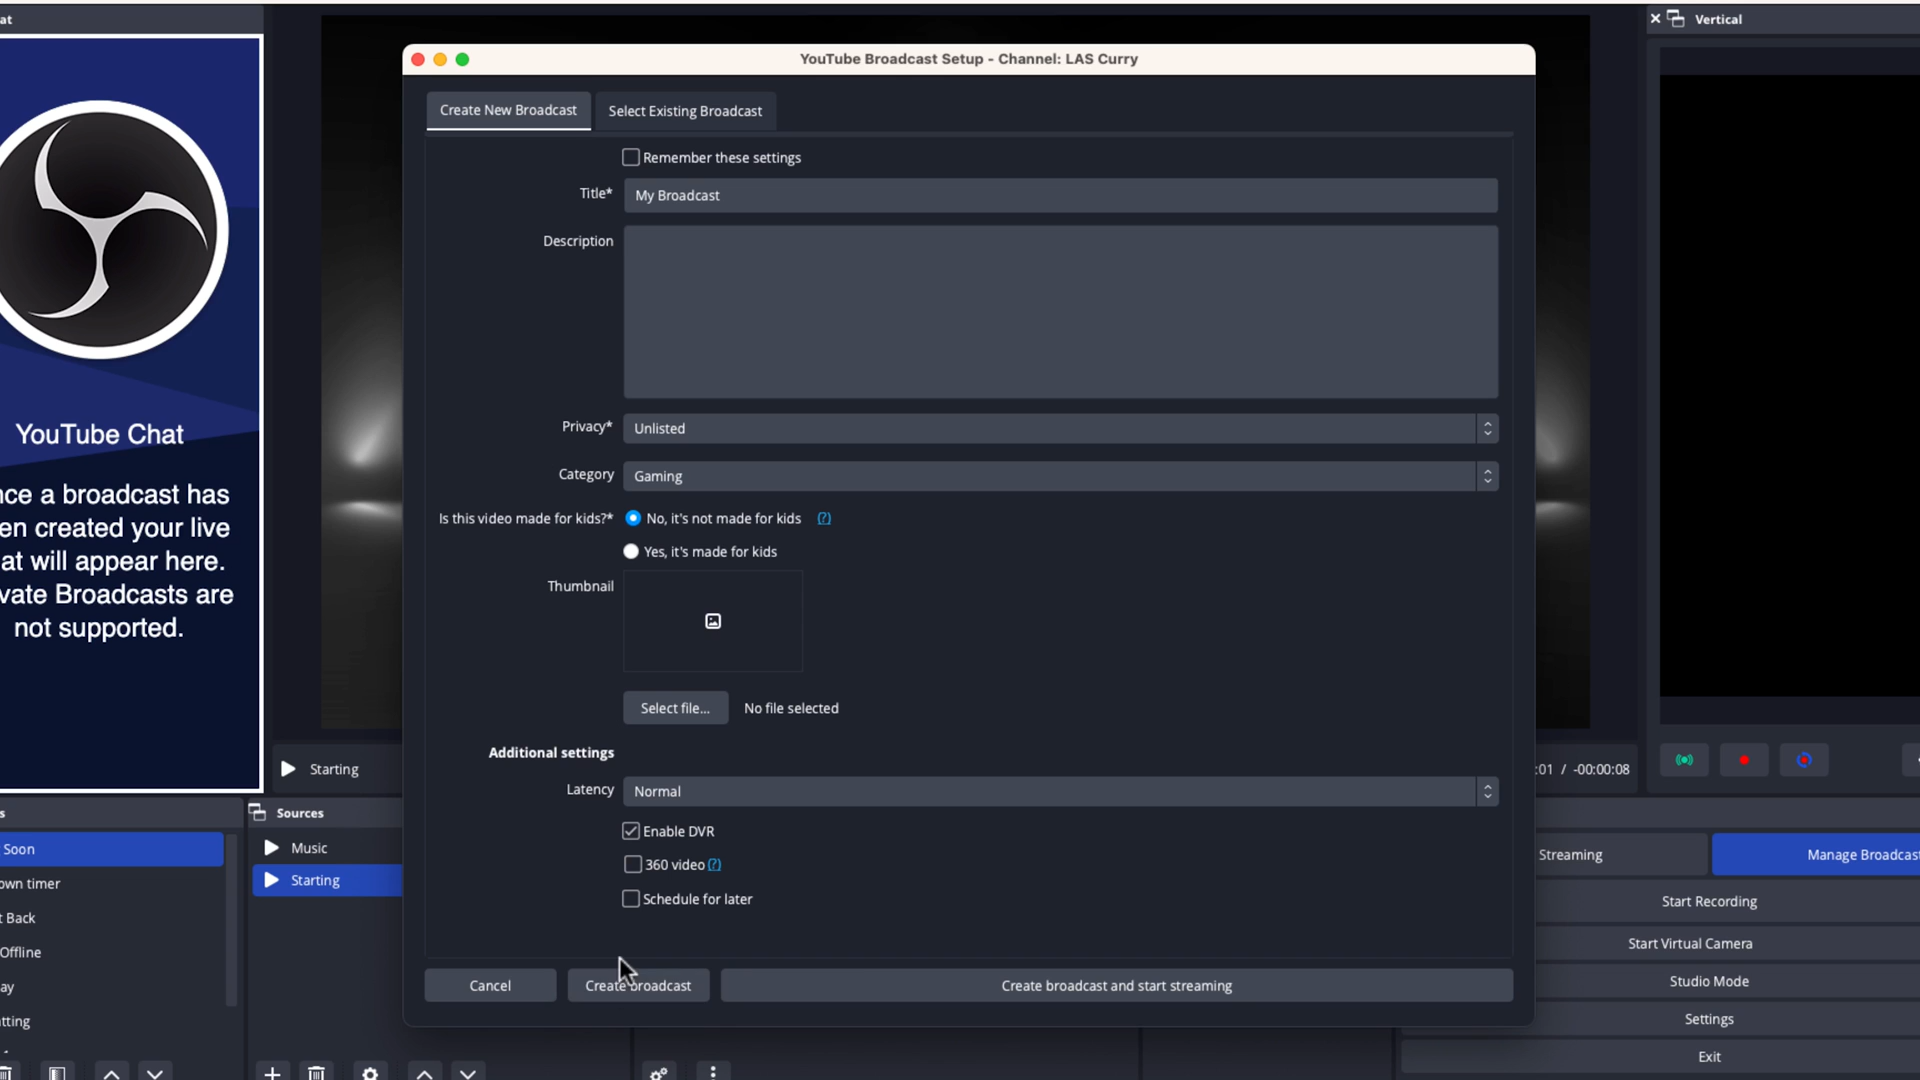 at
Vertical
YouTube Broadcast Setup - Channel: LAS Curry
Create New Broadcast
Select Existing Broadcast
Remember these settings
Title*
My Broadcast
Description
Privacy*
Unlisted
Category
Gaming
Is this video made for kids?*
No, it's not made for kids
(?)
Yes, it's made for kids
Thumbnail
Select file...
No file selected
Additional settings
Latency
Normal
Enable DVR
360 video (?)
Schedule for later
Cancel
Create broadcast
Create broadcast and start streaming
YouTube Chat
nce a broadcast has
en created your live
at will appear here.
vate Broadcasts are
not supported.
Starting
:01 / -00:00:08
s
Soon
own timer
t Back
Offline
ay
tting
Sources
Music
Starting
Streaming
Manage Broadcast
Start Recording
Start Virtual Camera
Studio Mode
Settings
Exit